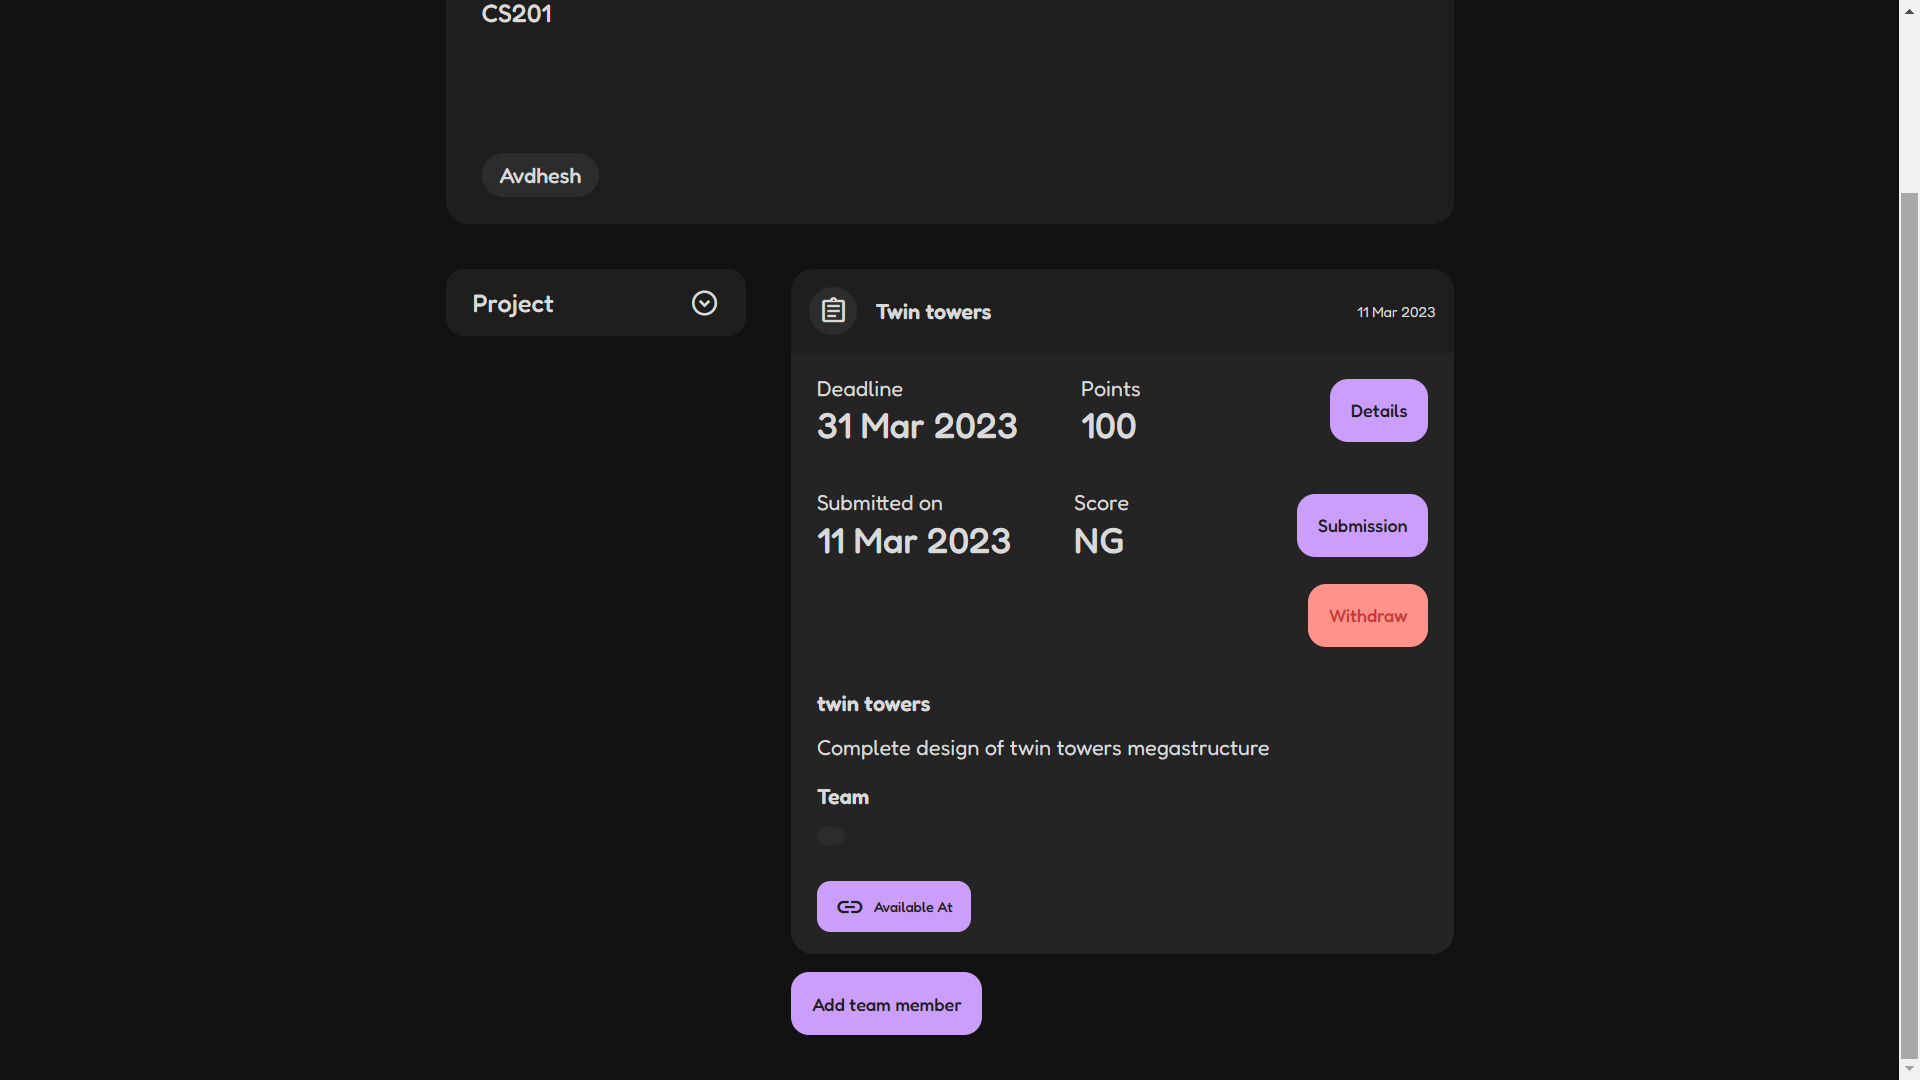 CS201
Avdhesh
Project
Twin towers
11 Mar 2023
Deadline
31 Mar 2023
Points
100
Details
Submitted on
11 Mar 2023
Score
NG
Submission
Withdraw
twin towers
Complete design of twin towers megastructure
Team
Available At
Add team member